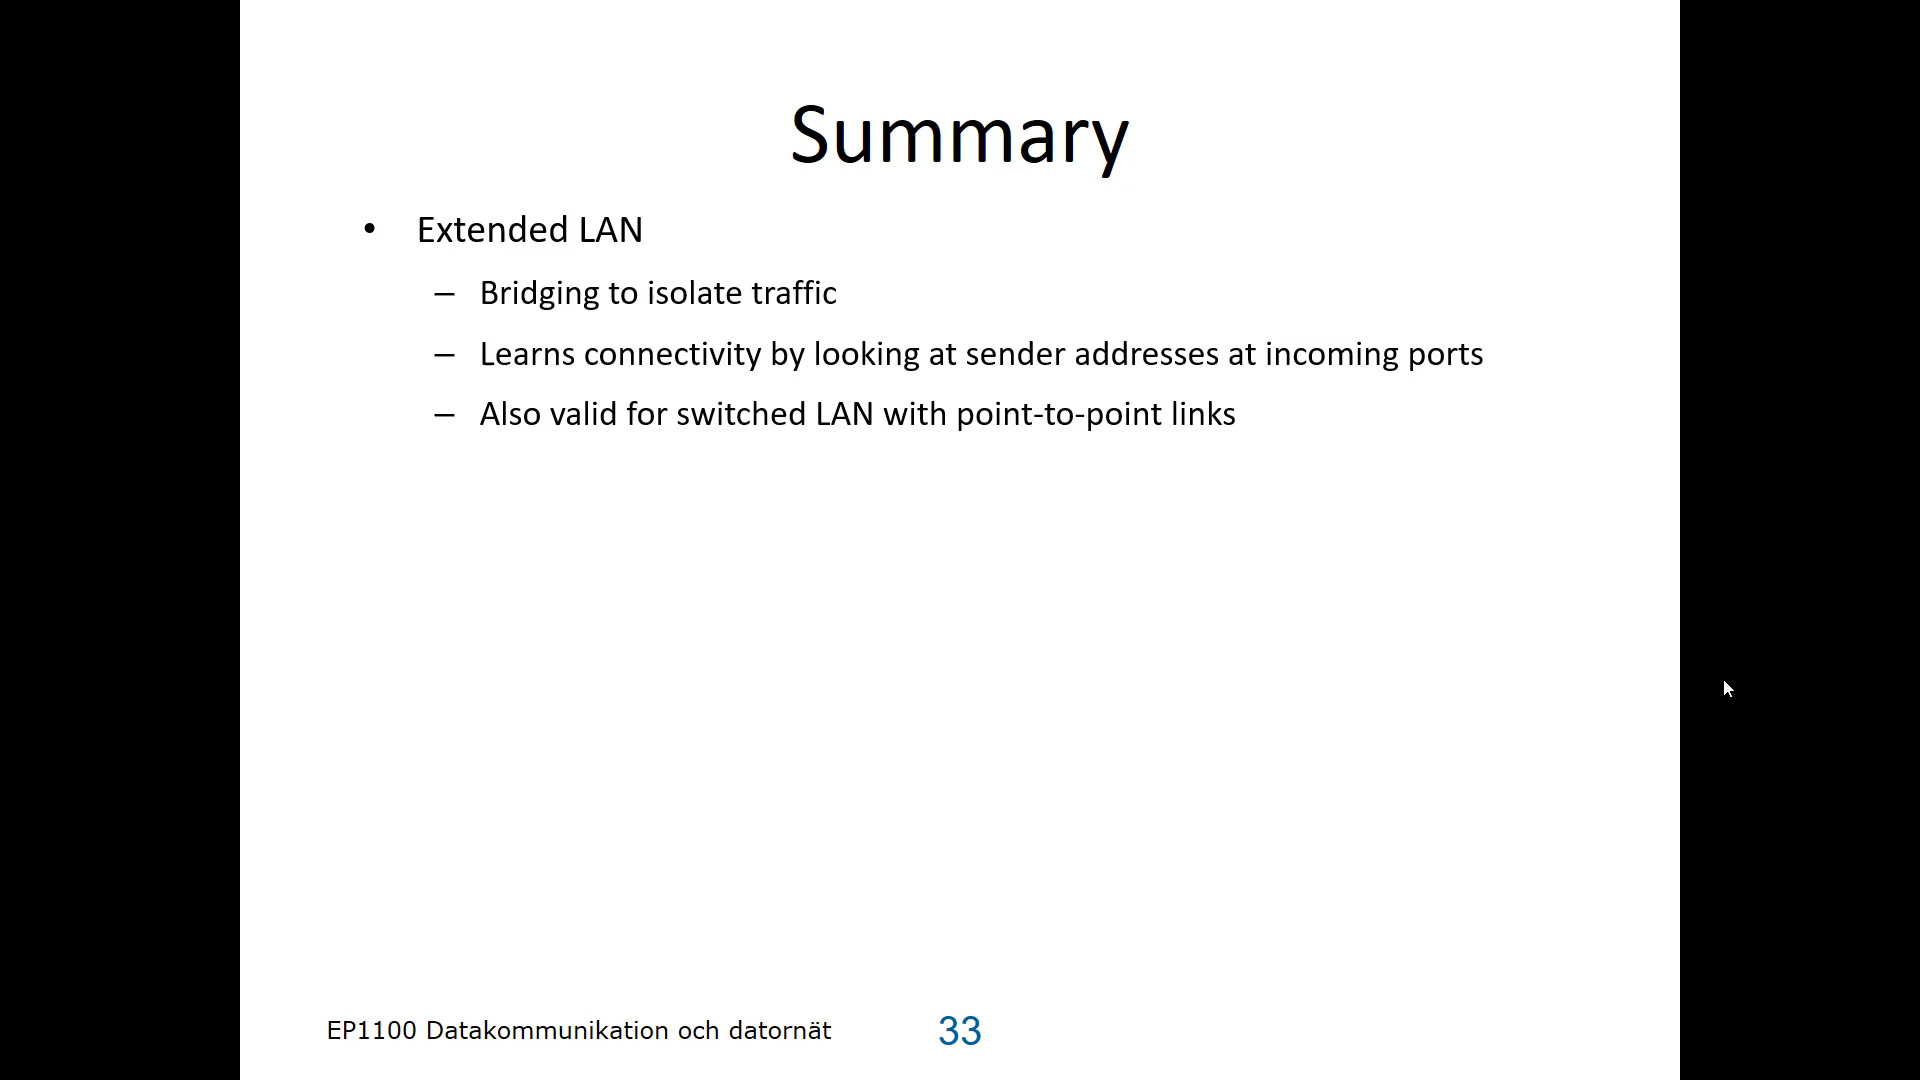 Summary
• Extended LAN
– Bridging to isolate traffic
– Learns connectivity by looking at sender addresses at incoming ports
– Also valid for switched LAN with point-to-point links
EP1100 Datakommunikation och datornät 33